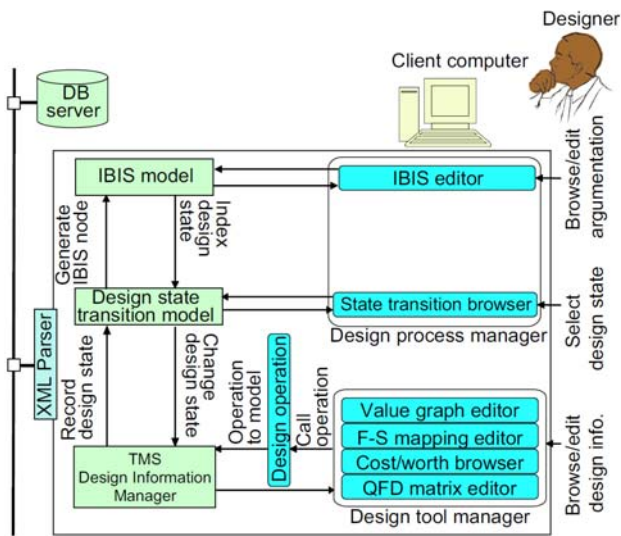 Designer
Client computer
DB
server
IBIS model
IBIS editor
Browse/edit
argumentation
Generate
IBIS node
Index
design
state
Design state
transition model
State transition browser
Design process manager
Select
design state
XML Parser
Record
design state
Change
design state
Operation
to model
Design operation
Call
operation
Value graph editor
F-S mapping editor
Cost/worth browser
QFD matrix editor
Design tool manager
Browse/edit
design info.
TMS
Design Information
Manager